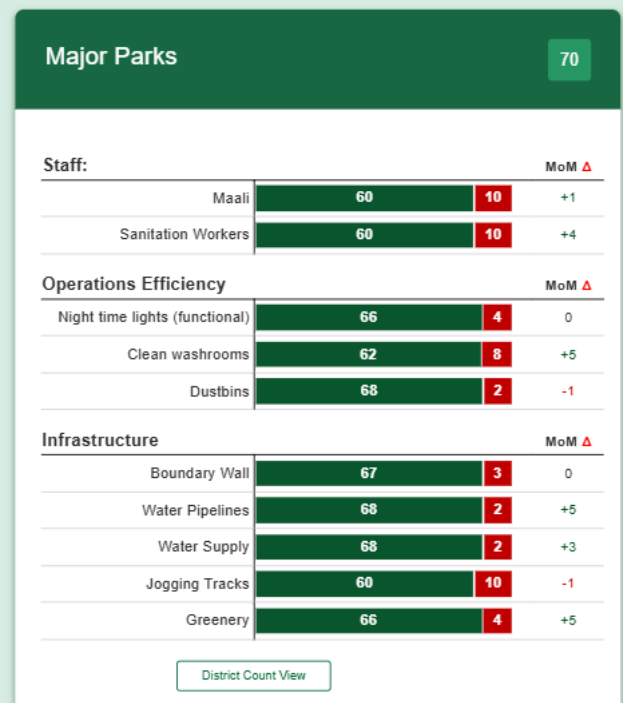 Major Parks 70
Staff: MoM Δ
Maali 60 10 +1
Sanitation Workers 60 10 +4
Operations Efficiency MoM Δ
Night time lights (functional) 66 4 0
Clean washrooms 62 8 +5
Dustbins 68 2 -1
Infrastructure MoM Δ
Boundary Wall 67 3 0
Water Pipelines 68 2 +5
Water Supply 68 2 +3
Jogging Tracks 60 10 -1
Greenery 66 4 +5
District Count View